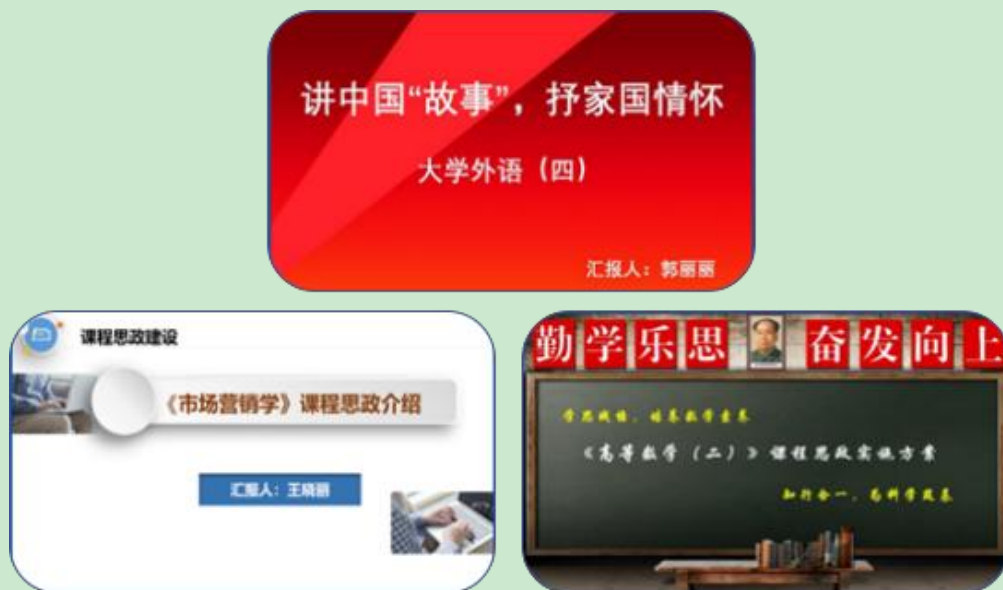 讲中国“故事”，抒家国情怀
大学外语（四）
汇报人：郭丽丽
课程思政建设
《市场营销学》课程思政介绍
汇报人：王晓丽
勤学乐思 奋发向上
《高等数学（二）》课程思政实施方案